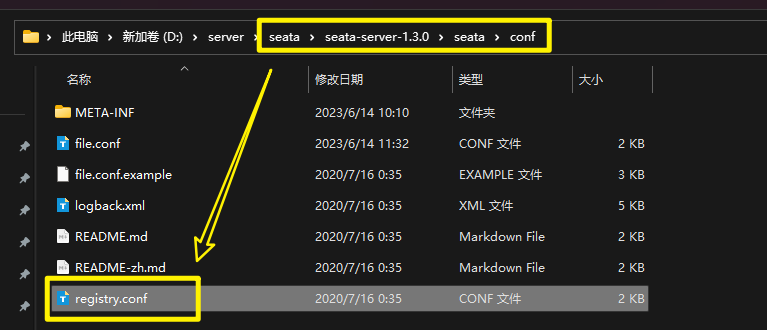 此电脑 › 新加卷 (D:) › server › seata › seata-server-1.3.0 › seata › conf
名称 修改日期 类型 大小
META-INF 2023/6/14 10:10 文件夹
file.conf 2023/6/14 11:32 CONF 文件 2 KB
file.conf.example 2020/7/16 0:35 EXAMPLE 文件 3 KB
logback.xml 2020/7/16 0:35 XML 文件 5 KB
README.md 2020/7/16 0:35 Markdown File 2 KB
README-zh.md 2020/7/16 0:35 Markdown File 2 KB
registry.conf 2020/7/16 0:35 CONF 文件 2 KB